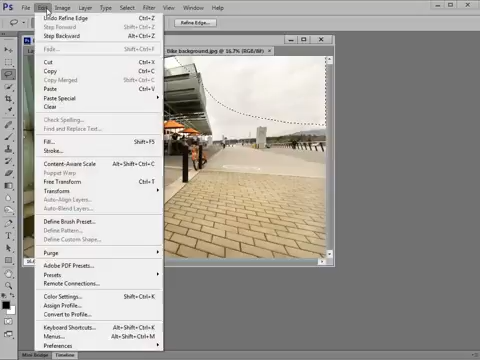 Ps File Edit Image Layer Type Select Filter View Window Help
Refine Edge...
Bike background.jpg @ 16.7% (RGB/8#) ×
Undo Refine Edge Ctrl+Z
Step Forward Shift+Ctrl+Z
Step Backward Alt+Ctrl+Z
Fade... Shift+Ctrl+F
Cut Ctrl+X
Copy Ctrl+C
Copy Merged Shift+Ctrl+C
Paste Ctrl+V
Paste Special
Clear
Check Spelling...
Find and Replace Text...
Fill... Shift+F5
Stroke...
Content-Aware Scale Alt+Shift+Ctrl+C
Puppet Warp
Free Transform Ctrl+T
Transform
Auto-Align Layers...
Auto-Blend Layers...
Define Brush Preset...
Define Pattern...
Define Custom Shape...
Purge
Adobe PDF Presets...
Presets
Remote Connections...
Color Settings... Shift+Ctrl+K
Assign Profile...
Convert to Profile...
Keyboard Shortcuts... Alt+Shift+Ctrl+K
Menus... Alt+Shift+Ctrl+M
Preferences
Mini Bridge Timeline